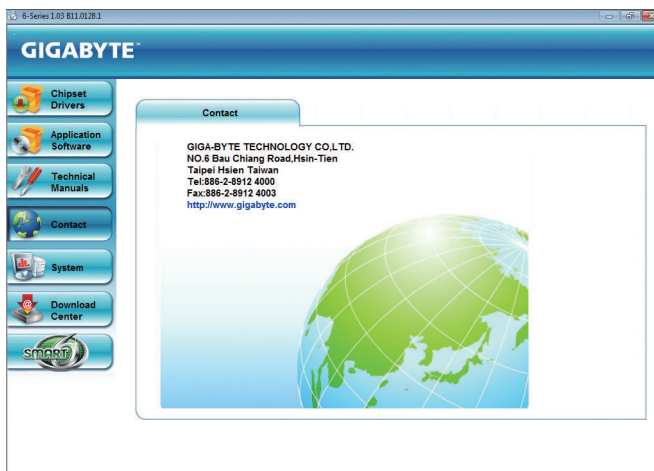 6-Series 1.03 B11.0128.1
GIGABYTE™
Chipset
Drivers
Application
Software
Technical
Manuals
Contact
System
Download
Center
SMART6
Contact
GIGA-BYTE TECHNOLOGY CO,LTD.
NO.6 Bau Chiang Road,Hsin-Tien
Taipei Hsien Taiwan
Tel:886-2-8912 4000
Fax:886-2-8912 4003
http://www.gigabyte.com